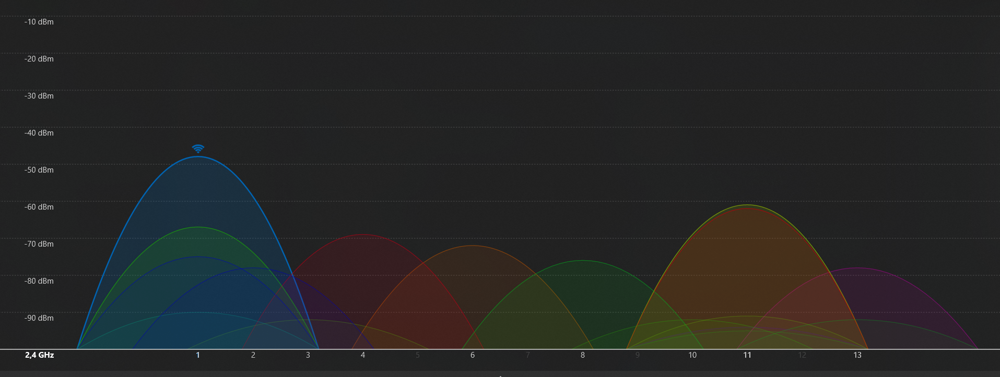 -10 dBm
-20 dBm
-30 dBm
-40 dBm
-50 dBm
-60 dBm
-70 dBm
-80 dBm
-90 dBm
2,4 GHz 1 2 3 4 5 6 7 8 9 10 11 12 13